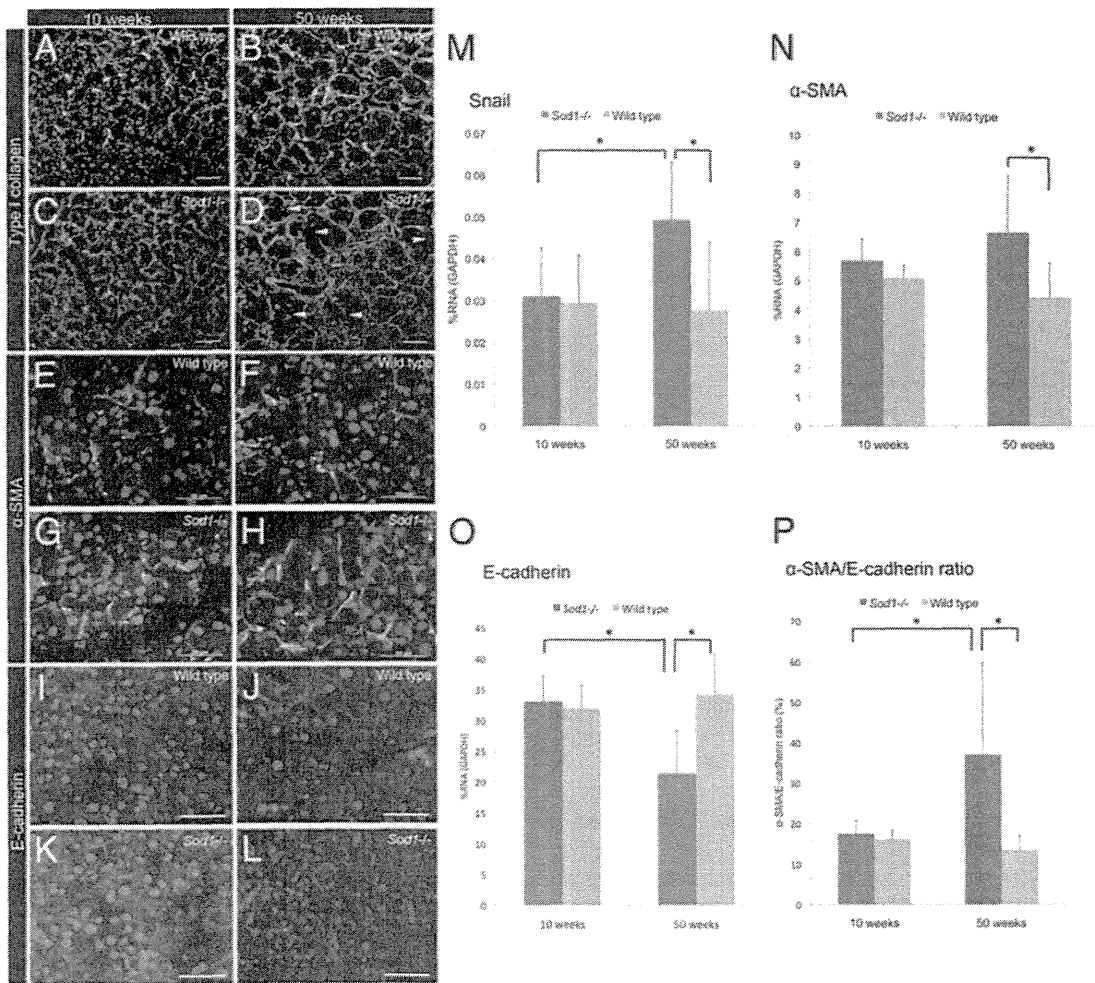 10 weeks 50 weeks
Type I collagen
A Wild type
B Wild type
C Sod1-/-
D Sod1-/-
α-SMA
E Wild type
F Wild type
G Sod1-/-
H Sod1-/-
E-cadherin
I Wild type
J Wild type
K Sod1-/-
L Sod1-/-
M
Snail
Sod1-/- Wild type
%RNA (GAPDH)
0.07
0.06
0.05
0.04
0.03
0.02
0.01
0
* *
10 weeks 50 weeks
N
α-SMA
Sod1-/- Wild type
%RNA (GAPDH)
10
9
8
7
6
5
4
3
2
1
0
*
10 weeks 50 weeks
O
E-cadherin
Sod1-/- Wild type
%RNA (GAPDH)
45
40
35
30
25
20
15
10
5
0
* *
10 weeks 50 weeks
P
α-SMA/E-cadherin ratio
Sod1-/- Wild type
α-SMA/E-cadherin ratio (%)
70
60
50
40
30
20
10
0
* *
10 weeks 50 weeks